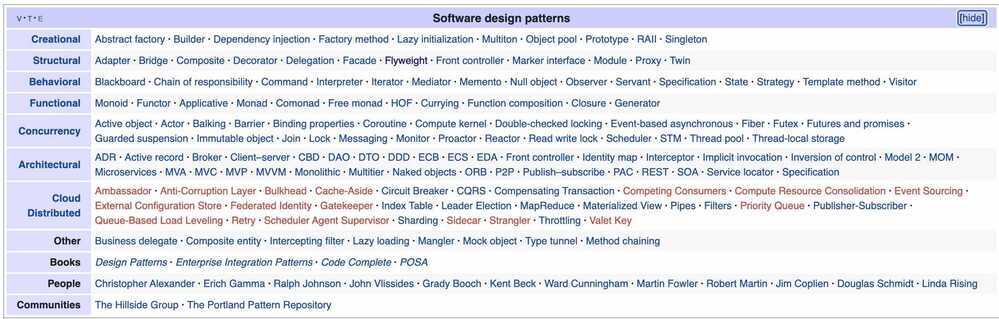 V · T · E Software design patterns [hide]
Creational Abstract factory · Builder · Dependency injection · Factory method · Lazy initialization · Multiton · Object pool · Prototype · RAII · Singleton
Structural Adapter · Bridge · Composite · Decorator · Delegation · Facade · Flyweight · Front controller · Marker interface · Module · Proxy · Twin
Behavioral Blackboard · Chain of responsibility · Command · Interpreter · Iterator · Mediator · Memento · Null object · Observer · Servant · Specification · State · Strategy · Template method · Visitor
Functional Monoid · Functor · Applicative · Monad · Comonad · Free monad · HOF · Currying · Function composition · Closure · Generator
Concurrency Active object · Actor · Balking · Barrier · Binding properties · Coroutine · Compute kernel · Double-checked locking · Event-based asynchronous · Fiber · Futex · Futures and promises ·
Guarded suspension · Immutable object · Join · Lock · Messaging · Monitor · Proactor · Reactor · Read write lock · Scheduler · STM · Thread pool · Thread-local storage
Architectural ADR · Active record · Broker · Client–server · CBD · DAO · DTO · DDD · ECB · ECS · EDA · Front controller · Identity map · Interceptor · Implicit invocation · Inversion of control · Model 2 · MOM ·
Microservices · MVA · MVC · MVP · MVVM · Monolithic · Multitier · Naked objects · ORB · P2P · Publish–subscribe · PAC · REST · SOA · Service locator · Specification
Cloud Distributed Ambassador · Anti-Corruption Layer · Bulkhead · Cache-Aside · Circuit Breaker · CQRS · Compensating Transaction · Competing Consumers · Compute Resource Consolidation · Event Sourcing ·
External Configuration Store · Federated Identity · Gatekeeper · Index Table · Leader Election · MapReduce · Materialized View · Pipes · Filters · Priority Queue · Publisher-Subscriber ·
Queue-Based Load Leveling · Retry · Scheduler Agent Supervisor · Sharding · Sidecar · Strangler · Throttling · Valet Key
Other Business delegate · Composite entity · Intercepting filter · Lazy loading · Mangler · Mock object · Type tunnel · Method chaining
Books Design Patterns · Enterprise Integration Patterns · Code Complete · POSA
People Christopher Alexander · Erich Gamma · Ralph Johnson · John Vlissides · Grady Booch · Kent Beck · Ward Cunningham · Martin Fowler · Robert Martin · Jim Coplien · Douglas Schmidt · Linda Rising
Communities The Hillside Group · The Portland Pattern Repository